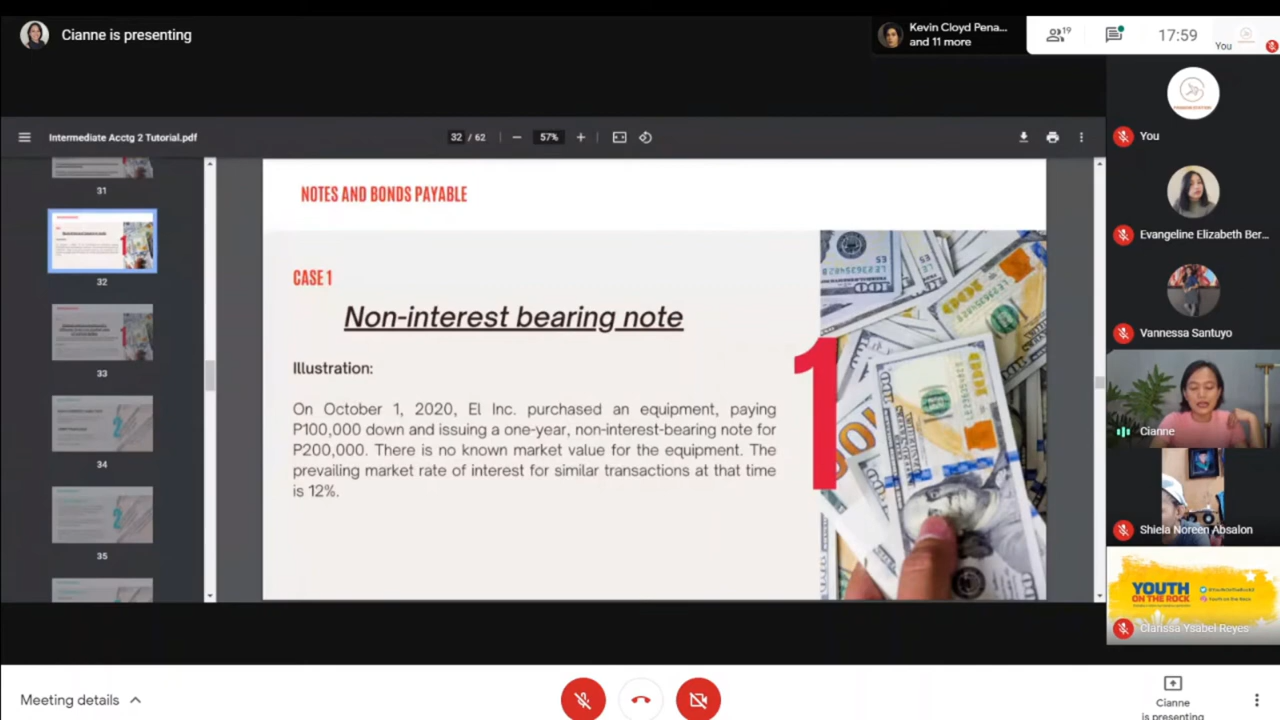 Cianne is presenting
Kevin Cloyd Pena...
and 11 more
19
17:59
You
Intermediate Acctg 2 Tutorial.pdf
32 / 62
57%
You
31
NOTES AND BONDS PAYABLE
32
CASE 1
Non-interest bearing note
1
Evangeline Elizabeth Ber...
Illustration:
Vannessa Santuyo
33
On October 1, 2020, El Inc. purchased an equipment, paying
P100,000 down and issuing a one-year, non-interest-bearing note for
P200,000. There is no known market value for the equipment. The
prevailing market rate of interest for similar transactions at that time
is 12%.
Cianne
34
Shiela Noreen Absalon
35
YOUTH
ON THE ROCK
Clarissa Ysabel Reyes
Meeting details
Cianne
is presenting